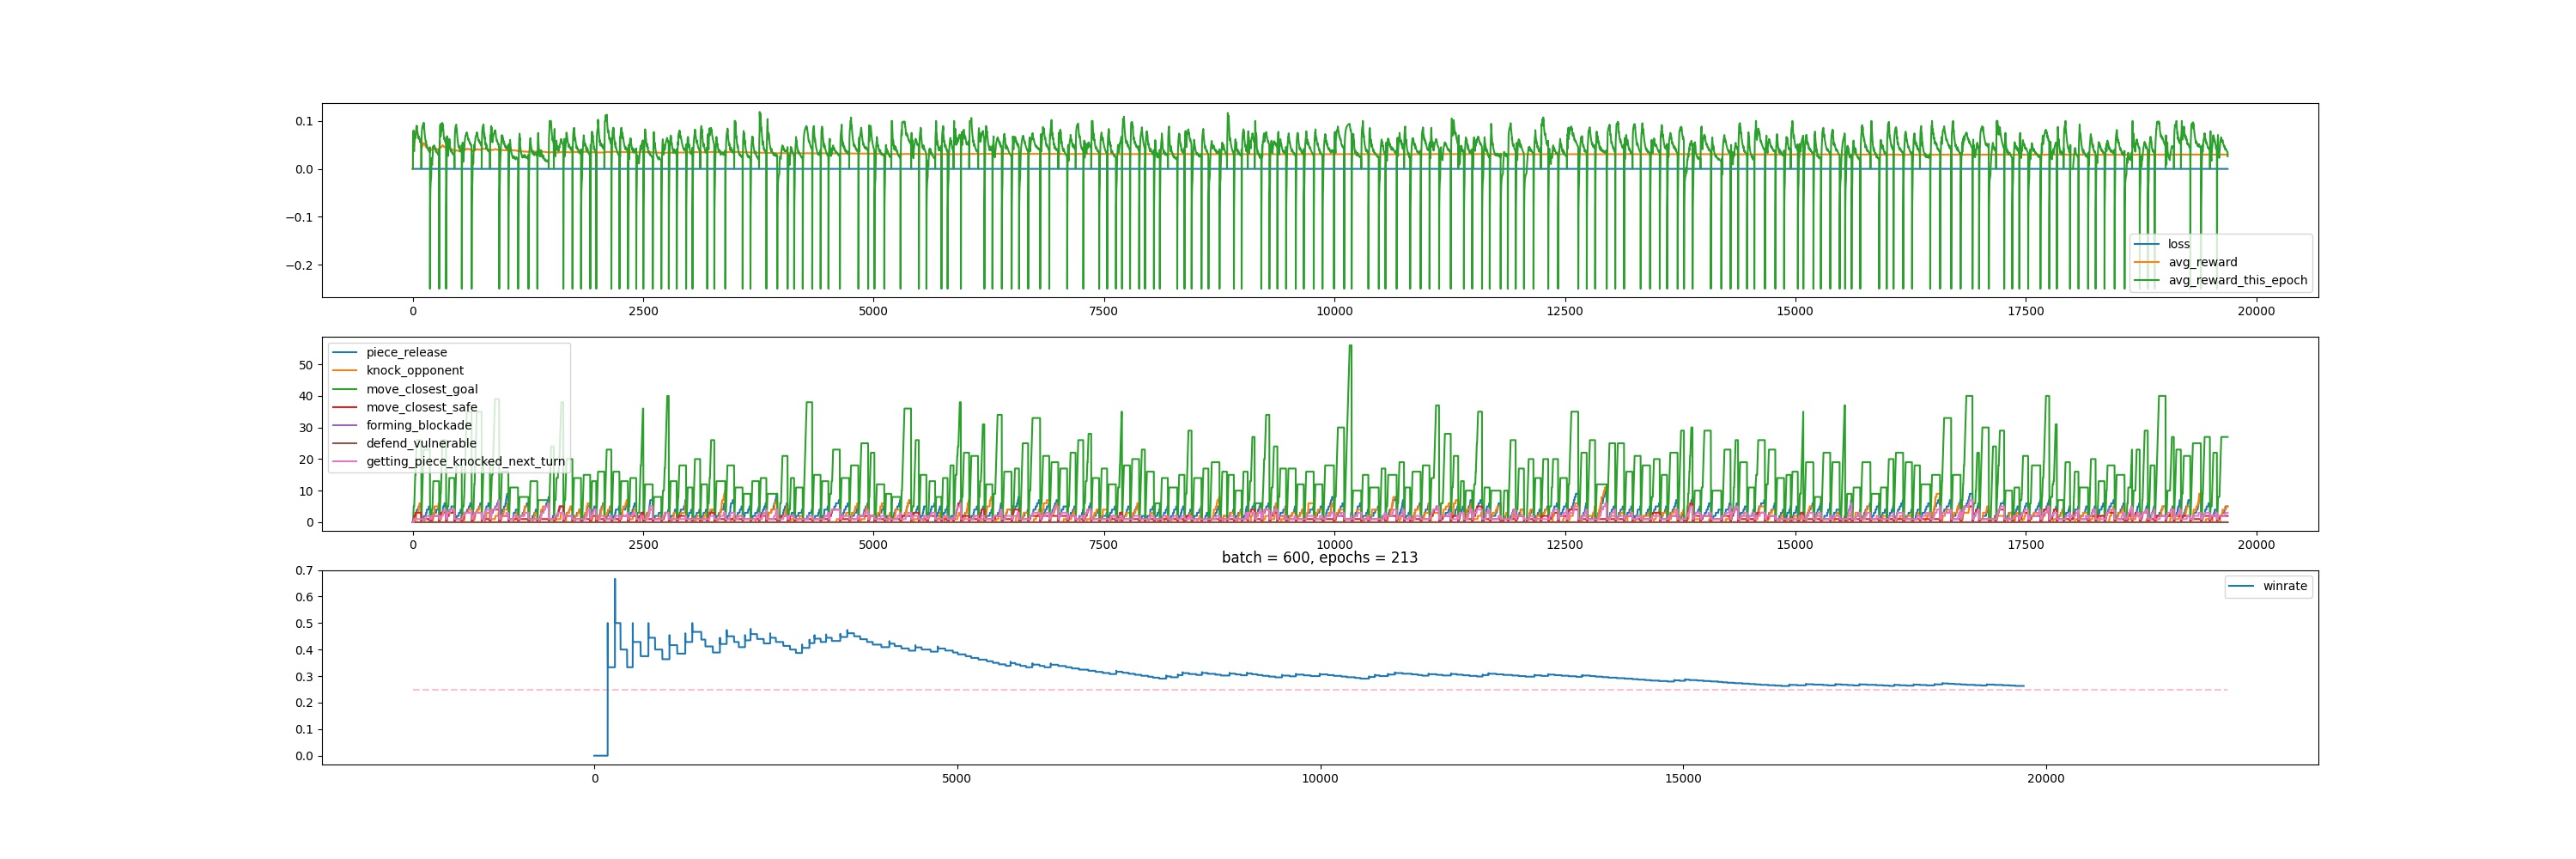 0.1
0.0
−0.1
−0.2
loss
avg_reward
avg_reward_this_epoch
0 2500 5000 7500 10000 12500 15000 17500 20000
50
40
30
20
10
0
piece_release
knock_opponent
move_closest_goal
move_closest_safe
forming_blockade
defend_vulnerable
getting_piece_knocked_next_turn
0 2500 5000 7500 10000 12500 15000 17500 20000
batch = 600, epochs = 213
0.7
0.6
0.5
0.4
0.3
0.2
0.1
0.0
winrate
0 5000 10000 15000 20000